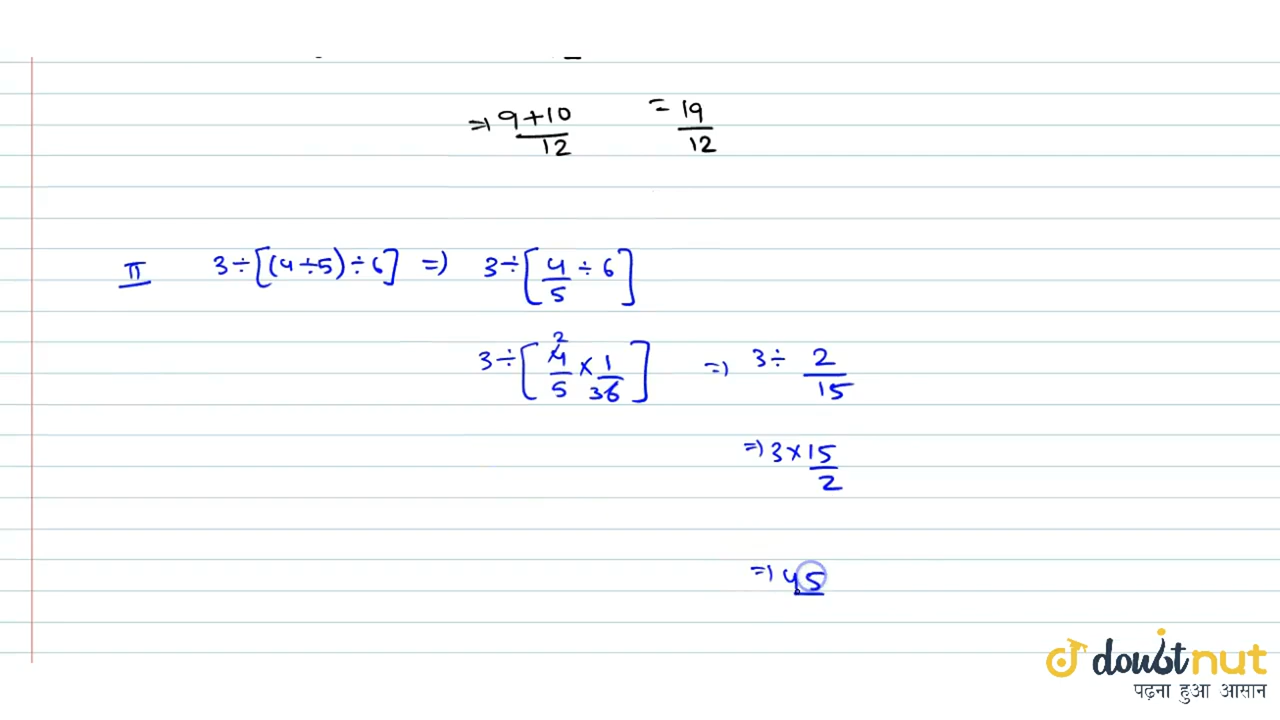 => 9+10/12 = 19/12
II 3÷[(4÷5)÷6] => 3÷[4/5 ÷ 6]
3÷[4/5 × 1/6] => 3÷ 2/15
2 3
=> 3×15/2
=> 45
doubtnut
पढ़ना हुआ आसान